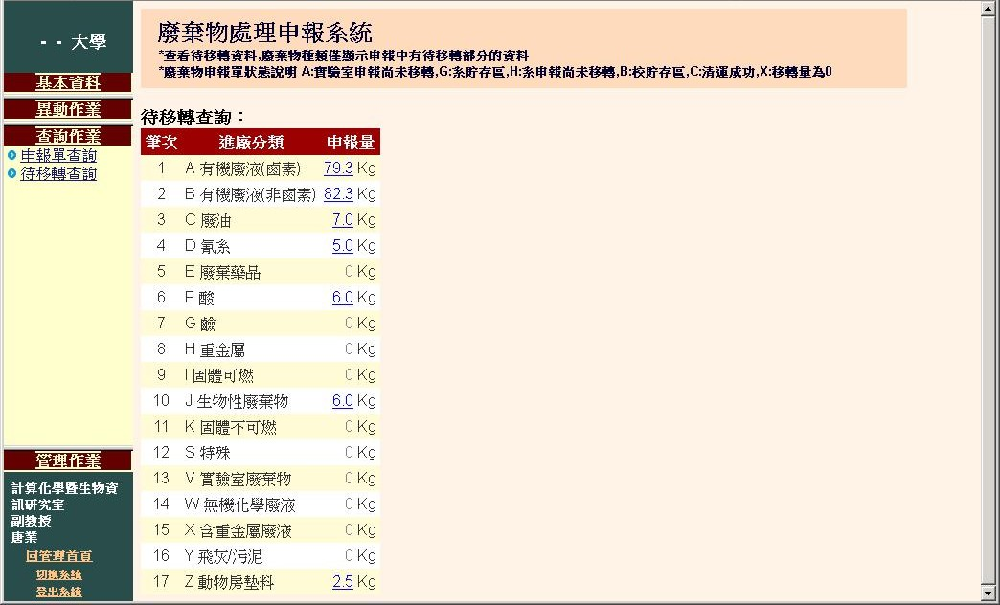 - - 大學
基本資料
異動作業
查詢作業
申報單查詢
待移轉查詢
管理作業
計算化學暨生物資
訊研究室
副教授
唐業
回管理首頁
切換系統
登出系統
廢棄物處理申報系統
*查看待移轉資料,廢棄物種類僅顯示申報中有待移轉部分的資料
*廢棄物申報單狀態說明 A:實驗室申報尚未移轉,G:系貯存區,H:系申報尚未移轉,B:校貯存區,C:清運成功,X:移轉量為0
待移轉查詢：
筆次 進廠分類 申報量
1 A 有機廢液(鹵素) 79.3 Kg
2 B 有機廢液(非鹵素) 82.3 Kg
3 C 廢油 7.0 Kg
4 D 氰系 5.0 Kg
5 E 廢棄藥品 0 Kg
6 F 酸 6.0 Kg
7 G 鹼 0 Kg
8 H 重金屬 0 Kg
9 I 固體可燃 0 Kg
10 J 生物性廢棄物 6.0 Kg
11 K 固體不可燃 0 Kg
12 S 特殊 0 Kg
13 V 實驗室廢棄物 0 Kg
14 W 無機化學廢液 0 Kg
15 X 含重金屬廢液 0 Kg
16 Y 飛灰/污泥 0 Kg
17 Z 動物房墊料 2.5 Kg